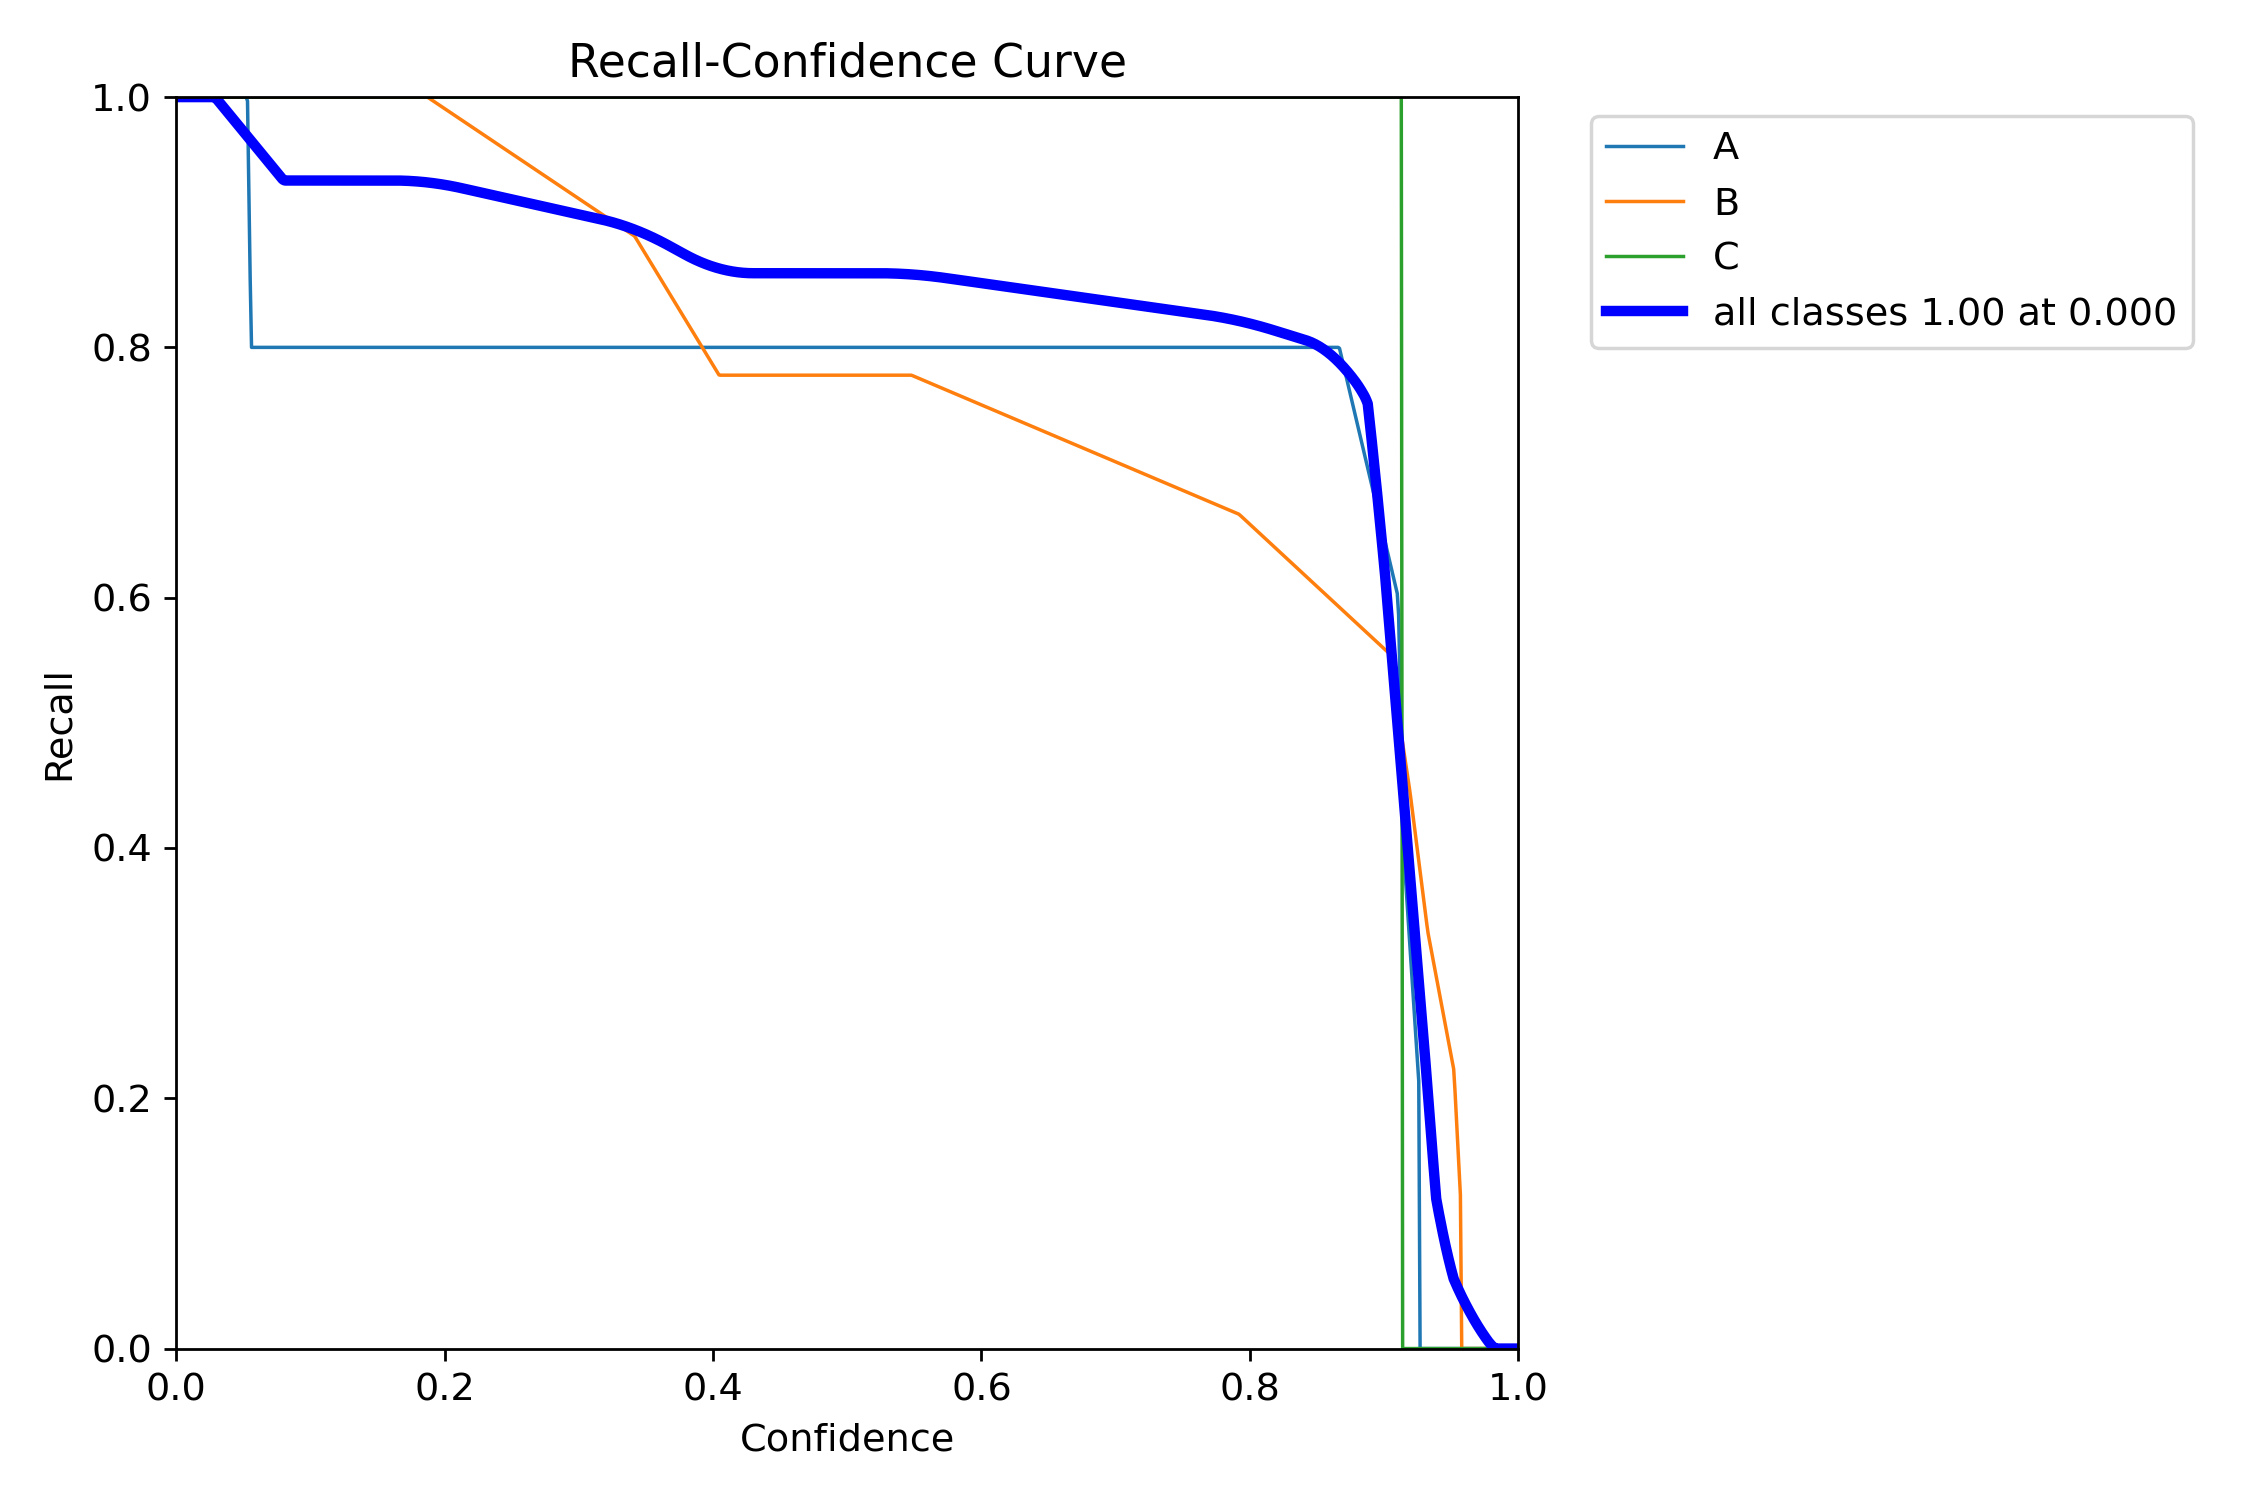 Recall-Confidence Curve
1.0
0.8
0.6
0.4
0.2
0.0
Recall
0.0 0.2 0.4 0.6 0.8 1.0
Confidence
A
B
C
all classes 1.00 at 0.000